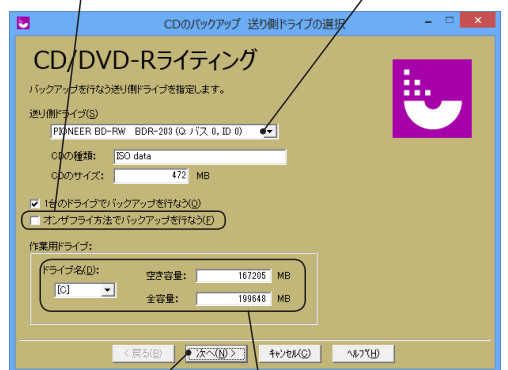 CDのバックアップ 送り側ドライブの選択
CD/DVD-Rライティング
バックアップを行なう送り側ドライブを指定します。
送り側ドライブ(S)
PIONEER BD-RW BDR-203 (Q: バス 0, ID 0)
CDの種類: ISO data
CDのサイズ: 472 MB
1台のドライブでバックアップを行なう(O)
オンザフライ方法でバックアップを行なう(F)
作業用ドライブ:
ドライブ名(D):
空き容量: 167205 MB
[C]
全容量: 199648 MB
< 戻る(B) 次へ(N) > キャンセル(C) ヘルプ(H)